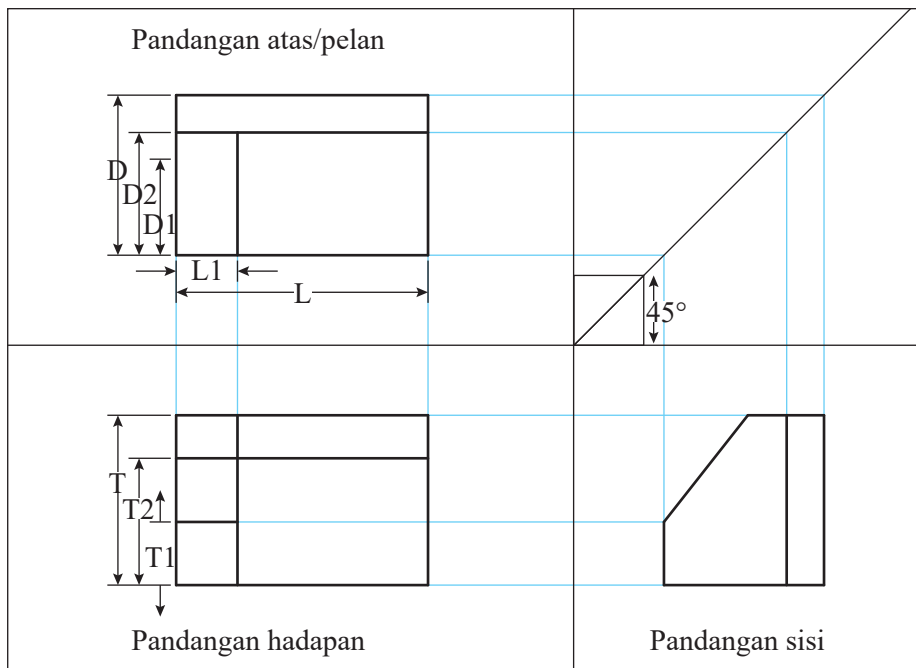 Pandangan atas/pelan
D
D2
D1
L1
L
45°
T
T2
T1
Pandangan hadapan
Pandangan sisi